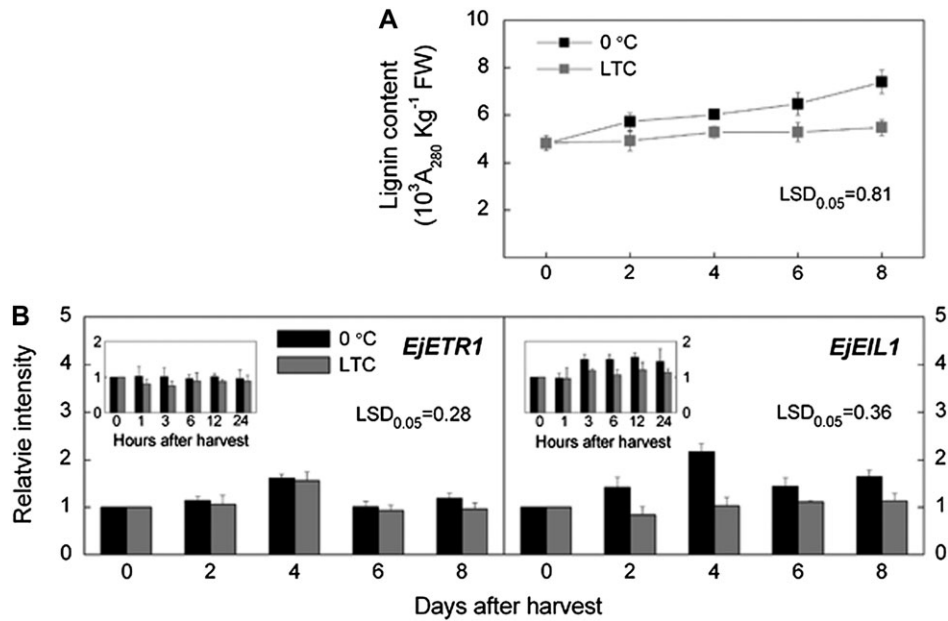 A
10
8
6
4
2
Lignin content
(10³A₂₈₀ Kg⁻¹ FW)
0 °C
LTC
LSD₀.₀₅=0.81
0 2 4 6 8
B
5
4
3
2
1
0
Relatvie intensity
2
1
0
0 1 3 6 12 24
Hours after harvest
0 °C
LTC
EjETR1
LSD₀.₀₅=0.28
2
1
0
0 1 3 6 12 24
Hours after harvest
EjEIL1
LSD₀.₀₅=0.36
5
4
3
2
1
0
0 2 4 6 8 0 2 4 6 8
Days after harvest